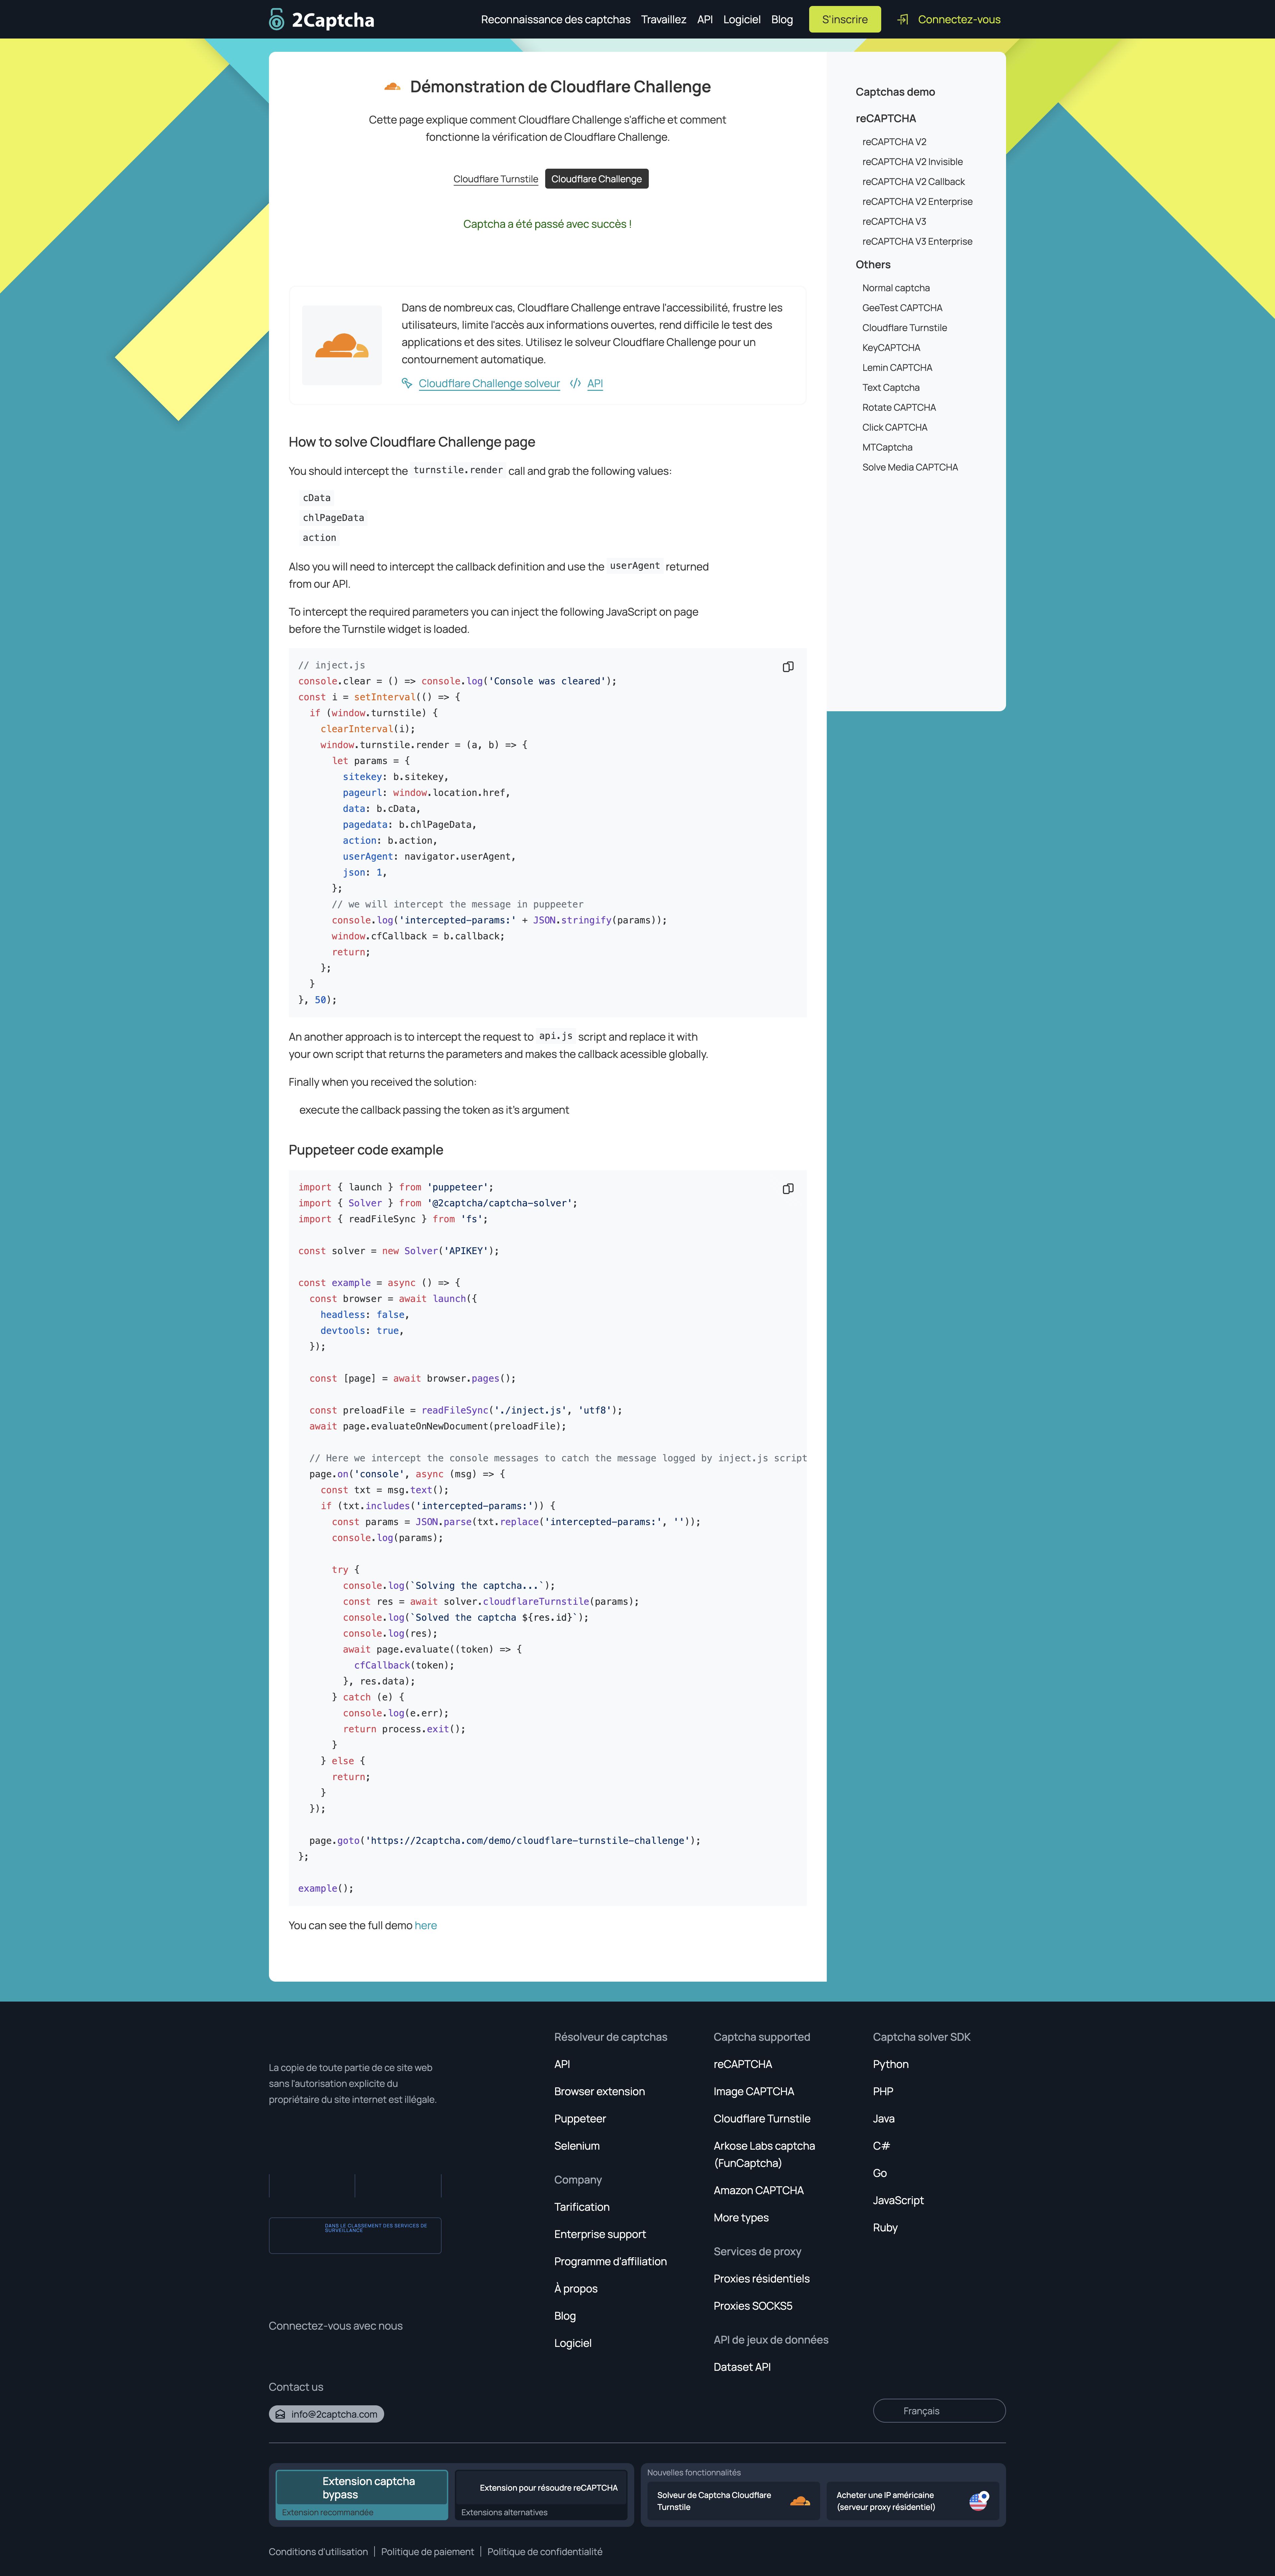 2Captcha
Reconnaissance des captchas Travaillez API Logiciel Blog S'inscrire Connectez-vous
Démonstration de Cloudflare Challenge
Cette page explique comment Cloudflare Challenge s'affiche et comment
fonctionne la vérification de Cloudflare Challenge.
Cloudflare Turnstile Cloudflare Challenge
Captcha a été passé avec succès !
Dans de nombreux cas, Cloudflare Challenge entrave l'accessibilité, frustre les
utilisateurs, limite l'accès aux informations ouvertes, rend difficile le test des
applications et des sites. Utilisez le solveur Cloudflare Challenge pour un
contournement automatique.
Cloudflare Challenge solveur API
How to solve Cloudflare Challenge page
You should intercept the turnstile.render call and grab the following values:
cData
chlPageData
action
Also you will need to intercept the callback definition and use the userAgent returned
from our API.
To intercept the required parameters you can inject the following JavaScript on page
before the Turnstile widget is loaded.
// inject.js
console.clear = () => console.log('Console was cleared');
const i = setInterval(() => {
if (window.turnstile) {
clearInterval(i);
window.turnstile.render = (a, b) => {
let params = {
sitekey: b.sitekey,
pageurl: window.location.href,
data: b.cData,
pagedata: b.chlPageData,
action: b.action,
userAgent: navigator.userAgent,
json: 1,
};
// we will intercept the message in puppeeter
console.log('intercepted-params:' + JSON.stringify(params));
window.cfCallback = b.callback;
return;
};
}
}, 50);
An another approach is to intercept the request to api.js script and replace it with
your own script that returns the parameters and makes the callback acessible globally.
Finally when you received the solution:
execute the callback passing the token as it's argument
Puppeteer code example
import { launch } from 'puppeteer';
import { Solver } from '@2captcha/captcha-solver';
import { readFileSync } from 'fs';
const solver = new Solver('APIKEY');
const example = async () => {
const browser = await launch({
headless: false,
devtools: true,
});
const [page] = await browser.pages();
const preloadFile = readFileSync('./inject.js', 'utf8');
await page.evaluateOnNewDocument(preloadFile);
// Here we intercept the console messages to catch the message logged by inject.js script
page.on('console', async (msg) => {
const txt = msg.text();
if (txt.includes('intercepted-params:')) {
const params = JSON.parse(txt.replace('intercepted-params:', ''));
console.log(params);
try {
console.log(`Solving the captcha...`);
const res = await solver.cloudflareTurnstile(params);
console.log(`Solved the captcha ${res.id}`);
console.log(res);
await page.evaluate((token) => {
cfCallback(token);
}, res.data);
} catch (e) {
console.log(e.err);
return process.exit();
}
} else {
return;
}
});
page.goto('https://2captcha.com/demo/cloudflare-turnstile-challenge');
};
example();
You can see the full demo here
Captchas demo
reCAPTCHA
reCAPTCHA V2
reCAPTCHA V2 Invisible
reCAPTCHA V2 Callback
reCAPTCHA V2 Enterprise
reCAPTCHA V3
reCAPTCHA V3 Enterprise
Others
Normal captcha
GeeTest CAPTCHA
Cloudflare Turnstile
KeyCAPTCHA
Lemin CAPTCHA
Text Captcha
Rotate CAPTCHA
Click CAPTCHA
MTCaptcha
Solve Media CAPTCHA
La copie de toute partie de ce site web
sans l'autorisation explicite du
propriétaire du site internet est illégale.
DANS LE CLASSEMENT DES SERVICES DE
SURVEILLANCE
Connectez-vous avec nous
Contact us
info@2captcha.com
Résolveur de captchas
API
Browser extension
Puppeteer
Selenium
Company
Tarification
Enterprise support
Programme d'affiliation
À propos
Blog
Logiciel
Captcha supported
reCAPTCHA
Image CAPTCHA
Cloudflare Turnstile
Arkose Labs captcha
(FunCaptcha)
Amazon CAPTCHA
More types
Services de proxy
Proxies résidentiels
Proxies SOCKS5
API de jeux de données
Dataset API
Captcha solver SDK
Python
PHP
Java
C#
Go
JavaScript
Ruby
Français
Extension captcha
bypass
Extension recommandée
Extension pour résoudre reCAPTCHA
Extensions alternatives
Nouvelles fonctionnalités
Solveur de Captcha Cloudflare
Turnstile
Acheter une IP américaine
(serveur proxy résidentiel)
Conditions d'utilisation | Politique de paiement | Politique de confidentialité